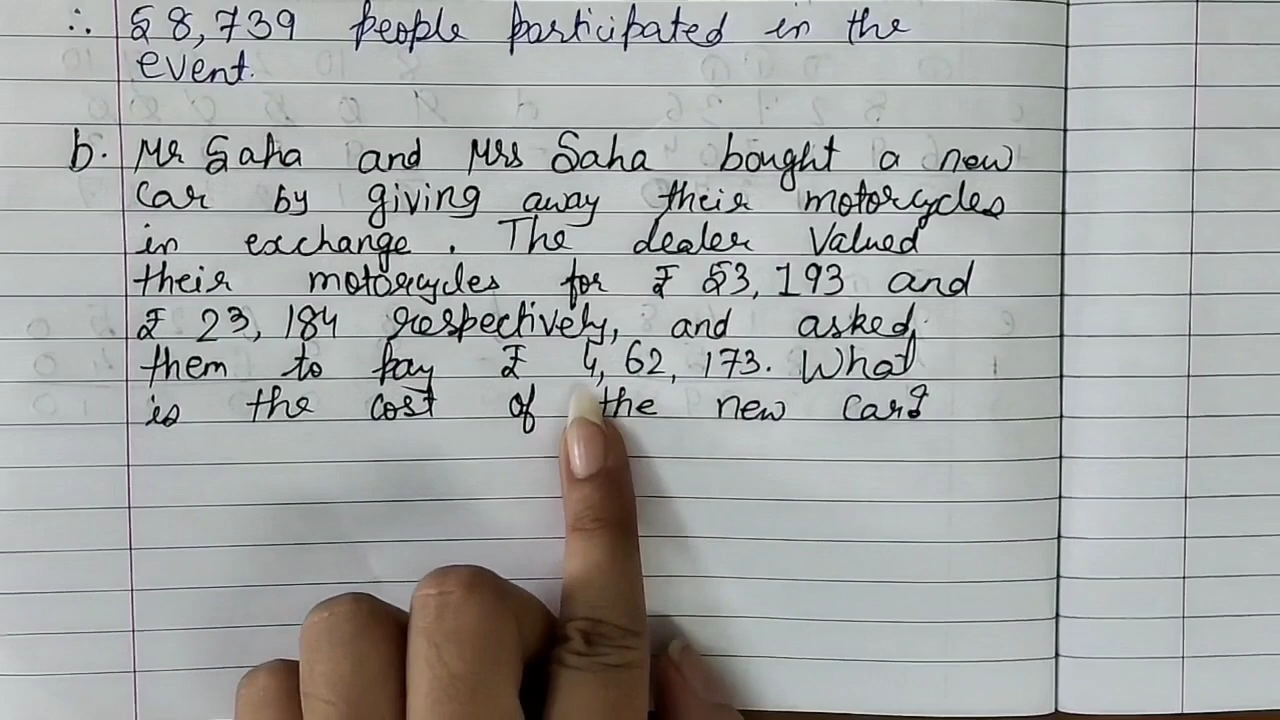 ∴ 58,739 people participated in the
event.
b. Mr Saha and Mrs Saha bought a new
car by giving away their motorcycles
in exchange. The dealer valued
their motorcycles for ₹ 53,193 and
₹ 23,184 respectively, and asked
them to pay ₹ 4,62,173. What
is the cost of the new car?